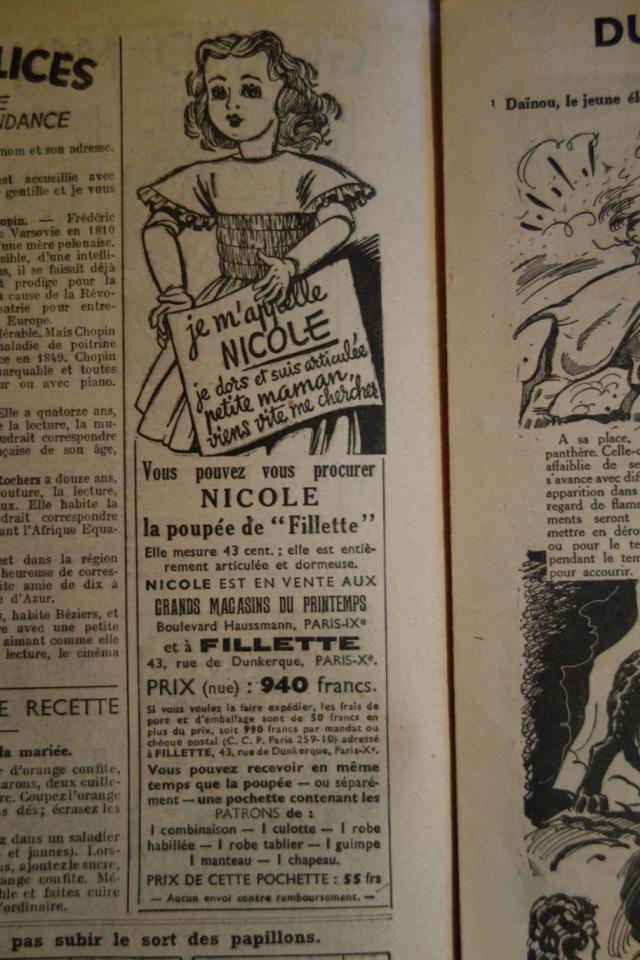 LICES
NDANCE
nom et son adresse.
est accueillie avec
gentille et je vous
opin. — Frédéric
e Varsovie en 1810
'une mère polonaise.
sible, d'une intelli-
s, il se faisait déjà
t prodige pour la
à cause de la Révo-
patrie pour entre-
Europe.
lérable. Mais Chopin
maladie de poitrine
ce en 1849. Chopin
marquable et toutes
ur ou avec piano.
Elle a quatorze ans,
e la lecture, la mu-
udrait correspondre
nçaise de son âge,
Rochers a douze ans,
couture, la lecture,
ux. Elle habite la
drait correspondre
ant l'Afrique Equa-
est dans la région
heureuse de corres-
ite amie de dix à
e d'Azur.
s, habite Béziers, et
re avec une petite
aimant comme elle
lecture, le cinéma
E RECETTE
la mariée.
r d'orange confite,
arons, deux cuille-
re. Coupez l'orange
s dés ; écrasez les
z dans un saladier
et jaunes). Lors-
us, ajoutez le sucre,
ange confite. Mé-
ble et faites cuire
'ordinaire.
je m'appelle
NICOLE
je dors et suis articulée
petite maman,
viens vite me chercher
Vous pouvez vous procurer
NICOLE
la poupée de "Fillette"
Elle mesure 43 cent. ; elle est entiè-
rement articulée et dormeuse.
NICOLE EST EN VENTE AUX
GRANDS MAGASINS DU PRINTEMPS
Boulevard Haussmann, PARIS-IXe
et à FILLETTE
43, rue de Dunkerque, PARIS-Xe.
PRIX (nue) : 940 francs.
Si vous voulez la faire expédier, les frais de
port et d'emballage sont de 50 francs en
plus du prix, soit 990 francs par mandat ou
chèque postal (C. C. P. Paris 259-10) adressé
à FILLETTE, 43, rue de Dunkerque, Paris-Xe.
Vous pouvez recevoir en même
temps que la poupée — ou séparé-
ment — une pochette contenant les
PATRONS de :
1 combinaison — 1 culotte — 1 robe
habillée — 1 robe tablier — 1 guimpe
1 manteau — 1 chapeau.
PRIX DE CETTE POCHETTE : 55 frs
— Aucun envoi contre remboursement. —
pas subir le sort des papillons.
DU
Daïnou, le jeune él
A sa place,
panthère. Celle-c
affaiblie de se
s'avance avec dif
apparition dans
regard de flamm
ments seront
mettre en dérou
ou pour le te
pendant le tem
pour accourir.